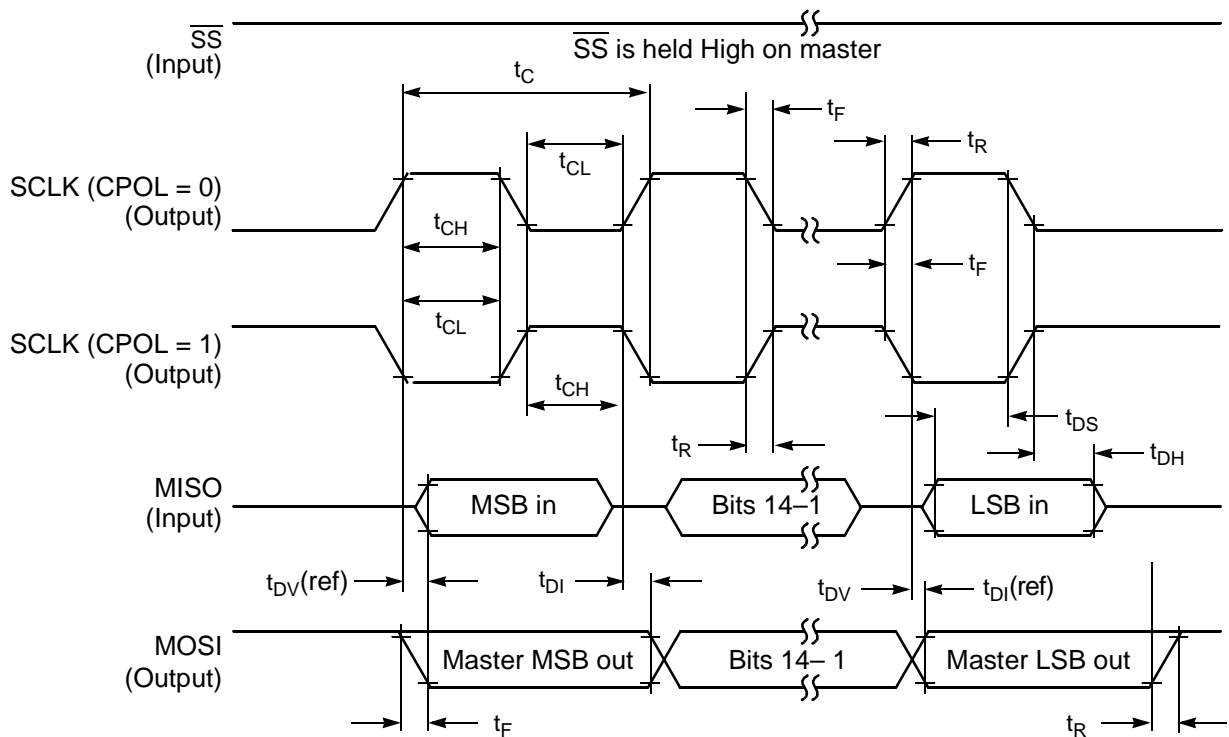 SS
(Input)
SS is held High on master
tC
tF
tR
tCL
SCLK (CPOL = 0)
(Output)
tCH
tF
tCL
SCLK (CPOL = 1)
(Output)
tCH
tDS
tR
tDH
MISO
(Input)
MSB in
Bits 14–1
LSB in
tDV(ref)
tDI
tDV
tDI(ref)
MOSI
(Output)
Master MSB out
Bits 14– 1
Master LSB out
tF
tR